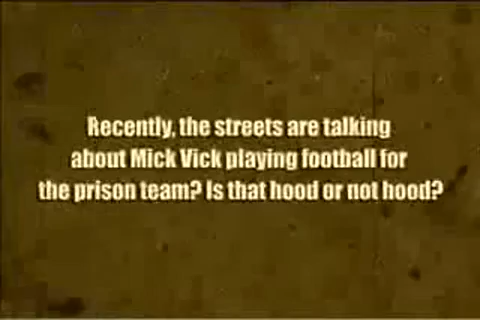 Recently, the streets are talking
about Mick Vick playing football for
the prison team? Is that hood or not hood?